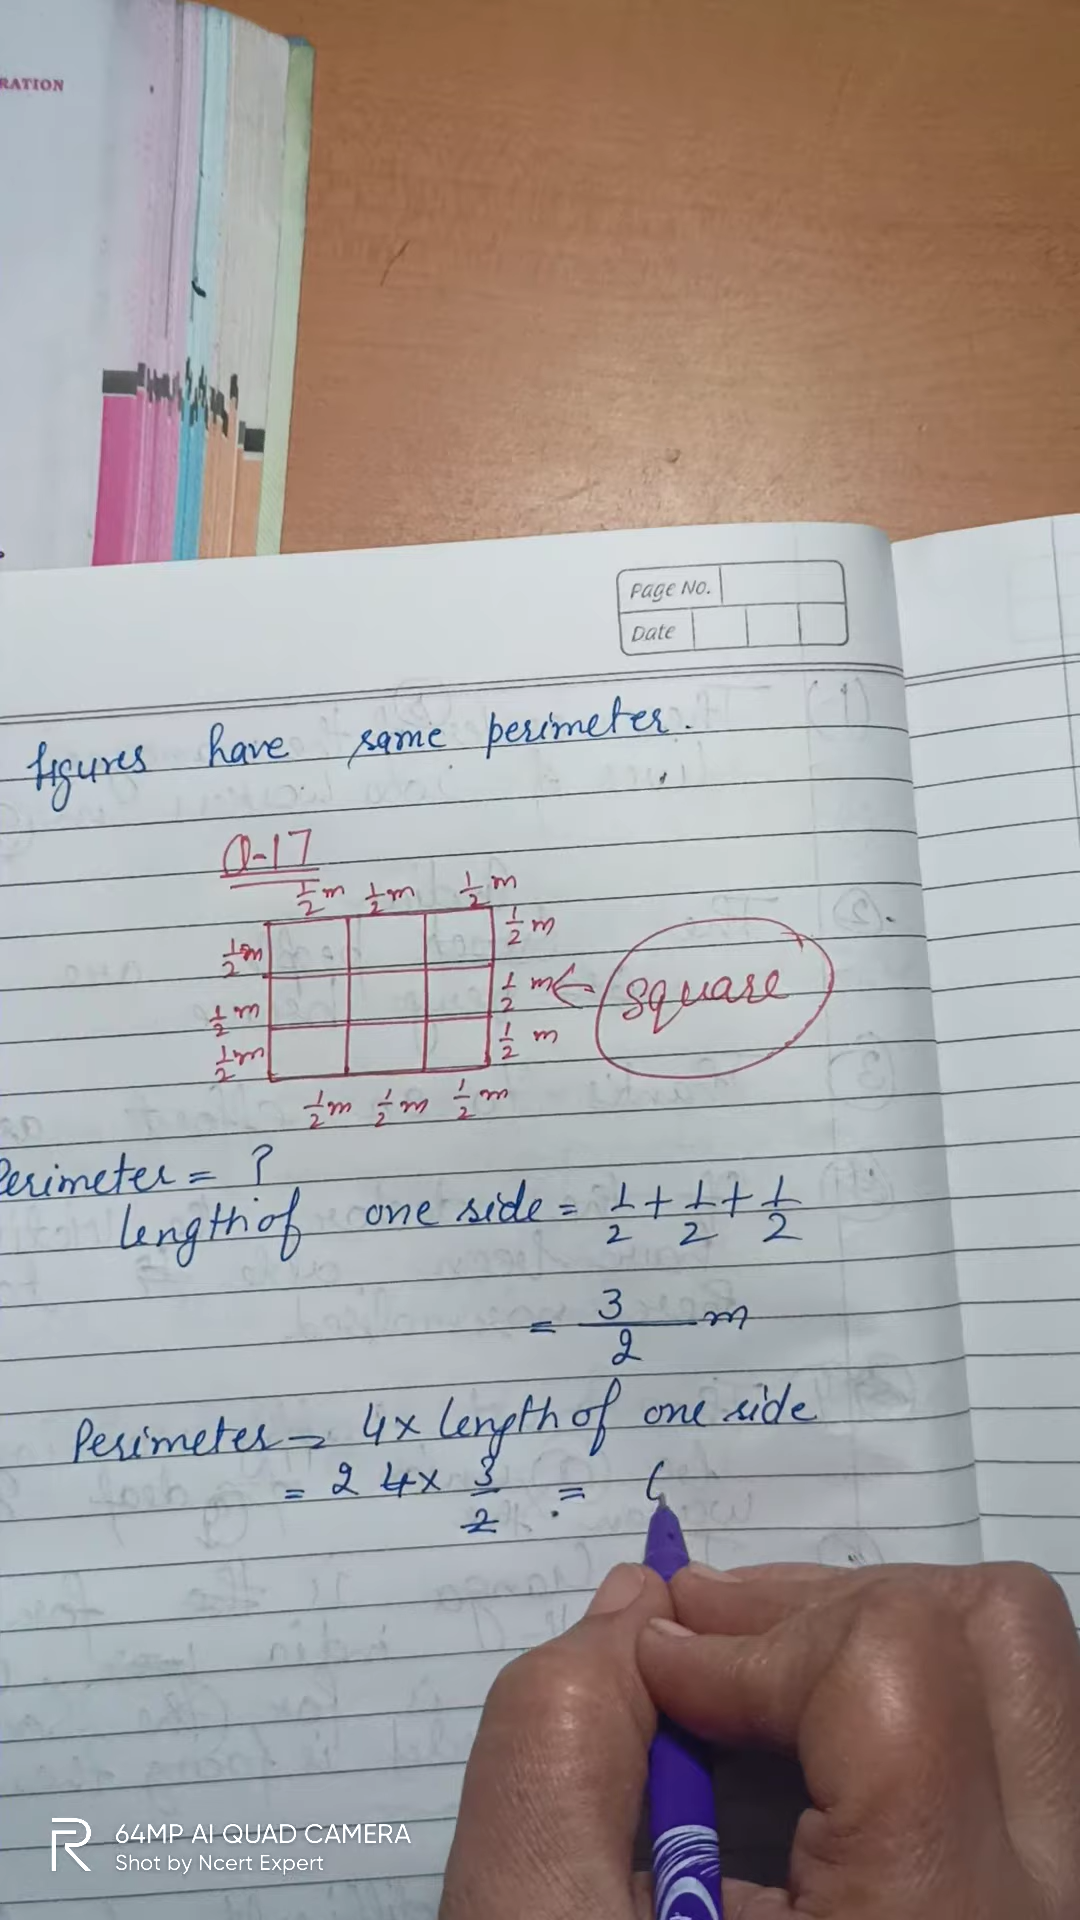 RATION
Page No.
Date
figures have same perimeter.
Q-17
1/2 m 1/2 m 1/2 m
1/2 m 1/2 m
1/2 m 1/2 m ← square
1/2 m 1/2 m
1/2 m 1/2 m 1/2 m
Perimeter = ?
length of one side = 1/2 + 1/2 + 1/2
= 3/2 m
Perimeter = 4 × length of one side
= 2 4 × 3/2 =
64MP AI QUAD CAMERA
Shot by Ncert Expert